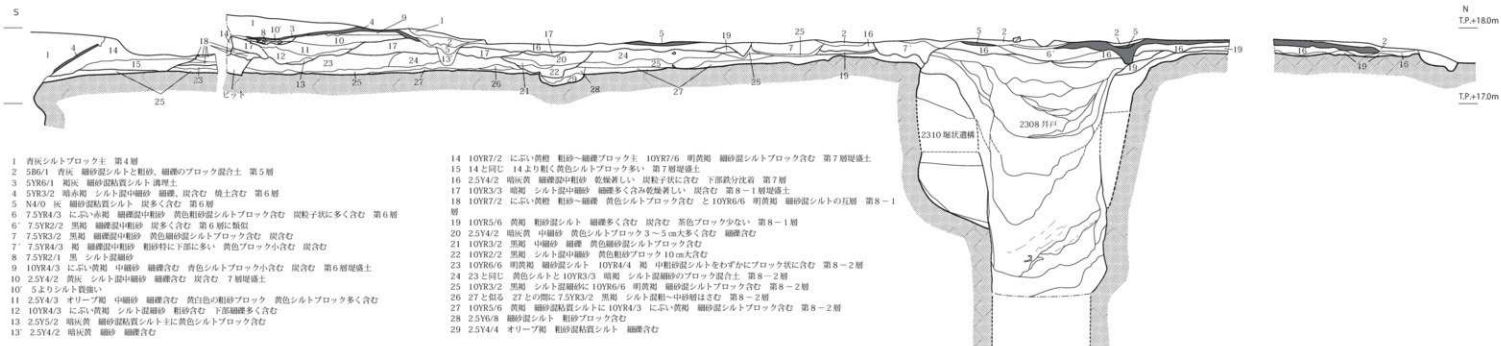 S
N
T.P.+18.0m
T.P.+17.0m
ピット
2310 堀状遺構
2308 井戸
1 青灰シルトブロック主 第4層
2 5B6/1 青灰 細砂混シルトと粗砂、細礫のブロック混合土 第5層
3 5YR6/1 褐灰 細砂混粘質シルト 溝埋土
4 5YR3/2 暗赤褐 シルト混中細砂 細礫、炭含む 焼土含む 第6層
5 N4/0 灰 細砂混粘質シルト 炭多く含む 第6層
6 7.5YR4/3 にぶい赤褐 細礫混中粗砂 黄色粗砂混シルトブロック含む 炭粒子状に多く含む 第6層
6' 7.5YR2/2 黒褐 細礫混中粗砂 炭多く含む 第6層に類似
7 7.5YR3/2 黒褐 細礫混中粗砂 黄色細砂混シルトブロック含む 炭含む
7' 7.5YR4/3 褐 細礫混中粗砂 粗砂特に下部に多い 黄色ブロック小含む 炭含む
8 7.5YR2/1 黒 シルト混細砂
9 10YR4/3 にぶい黄褐 中細砂 細礫含む 青色シルトブロック小含む 炭含む 第6層堤盛土
10 2.5Y4/2 黄灰 シルト混中細砂 細礫含む 炭含む 7層堤盛土
10' 5よりシルト質強い
11 2.5Y4/3 オリーブ褐 中細砂 細礫含む 黄白色の粗砂ブロック 黄色シルトブロック多く含む
12 10YR4/3 にぶい黄褐 シルト混細砂 粗砂含む 下部細礫多く含む
13 2.5Y5/2 暗灰黄 細砂混粘質シルト主に黄色シルトブロック含む
13' 2.5Y4/2 暗灰黄 細砂 細礫含む
14 10YR7/2 にぶい黄橙 粗砂～細礫ブロック主 10YR7/6 明黄褐 細砂混シルトブロック含む 第7層堤盛土
15 14と同じ 14より粗く黄色シルトブロック多い 第7層堤盛土
16 2.5Y4/2 暗灰黄 細礫混中粗砂 乾燥著しい 炭粒子状に含む 下部鉄分沈着 第7層
17 10YR3/3 暗褐 シルト混中細砂 細礫多く含み乾燥著しい 炭含む 第8－1層堤盛土
18 10YR7/2 にぶい黄橙 粗砂～細礫 黄色シルトブロック含む と10YR6/6 明黄褐 細砂混シルトの互層 第8－1
層
19 10YR5/6 黄褐 粗砂混シルト 細礫多く含む 炭含む 茶色ブロック少ない 第8－1層
20 2.5Y4/2 暗灰黄 中細砂 黄色シルトブロック3～5㎝大多く含む 細礫含む
21 10YR3/2 黒褐 中細砂 細礫 黄色細砂混シルトブロック含む
22 10YR2/2 黒褐 シルト混中細砂 黄色粗砂ブロック10㎝大含む
23 10YR6/6 明黄褐 細砂混シルト 10YR4/4 褐 中粗砂混シルトをわずかにブロック状に含む 第8－2層
24 23と同じ 黄色シルトと10YR3/3 暗褐 シルト混細砂のブロック混合土 第8－2層
25 10YR3/2 黒褐 シルト混細砂に10YR6/6 明黄褐 細砂混シルトブロック含む 第8－2層
26 27と似る 27との間に7.5YR3/2 黒褐 シルト混粗～中砂層はさむ 第8－2層
27 10YR5/6 黄褐 細砂混粘質シルトに10YR4/3 にぶい黄褐 細砂混シルトブロック含む 第8－2層
28 2.5Y6/8 細砂混シルト 粗砂ブロック含む
29 2.5Y4/4 オリーブ褐 粗砂混粘質シルト 細礫含む